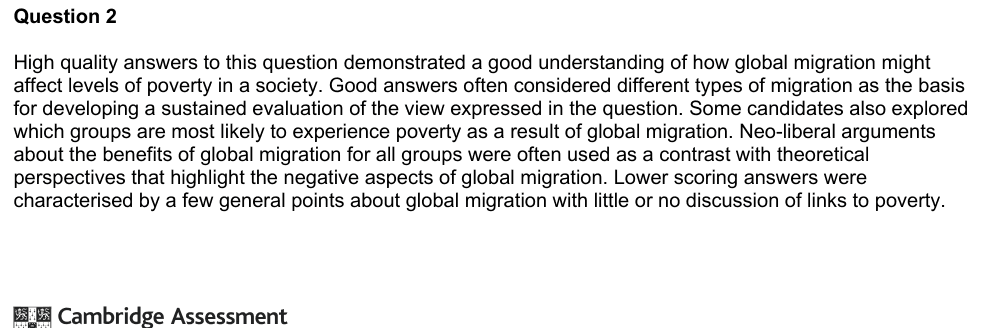 Question 2
High quality answers to this question demonstrated a good understanding of how global migration might
affect levels of poverty in a society. Good answers often considered different types of migration as the basis
for developing a sustained evaluation of the view expressed in the question. Some candidates also explored
which groups are most likely to experience poverty as a result of global migration. Neo-liberal arguments
about the benefits of global migration for all groups were often used as a contrast with theoretical
perspectives that highlight the negative aspects of global migration. Lower scoring answers were
characterised by a few general points about global migration with little or no discussion of links to poverty.
Cambridge Assessment